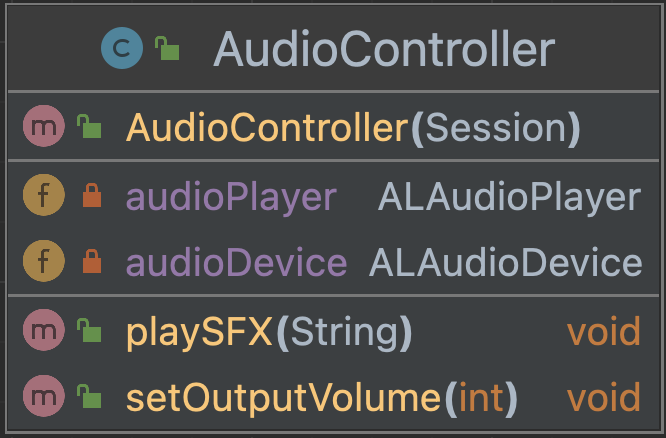 C AudioController
m AudioController(Session)
f audioPlayer ALAudioPlayer
f audioDevice ALAudioDevice
m playSFX(String) void
m setOutputVolume(int) void